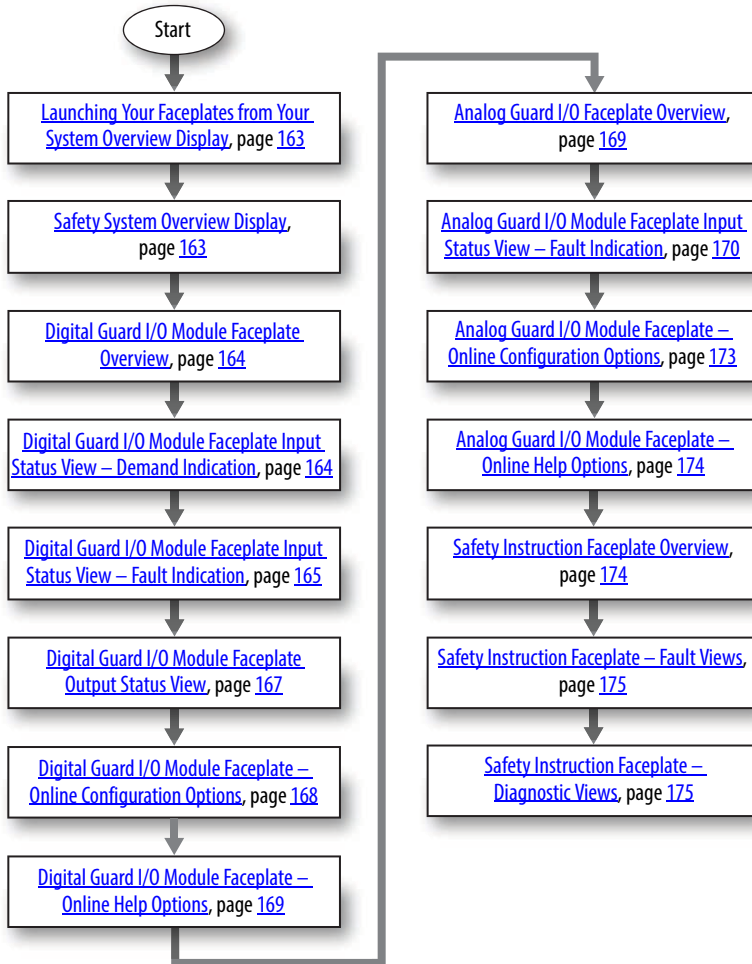 Start
Launching Your Faceplates from Your
System Overview Display, page 163
Safety System Overview Display,
page 163
Digital Guard I/O Module Faceplate
Overview, page 164
Digital Guard I/O Module Faceplate Input
Status View – Demand Indication, page 164
Digital Guard I/O Module Faceplate Input
Status View – Fault Indication, page 165
Digital Guard I/O Module Faceplate
Output Status View, page 167
Digital Guard I/O Module Faceplate –
Online Configuration Options, page 168
Digital Guard I/O Module Faceplate –
Online Help Options, page 169
Analog Guard I/O Faceplate Overview,
page 169
Analog Guard I/O Module Faceplate Input
Status View – Fault Indication, page 170
Analog Guard I/O Module Faceplate –
Online Configuration Options, page 173
Analog Guard I/O Module Faceplate –
Online Help Options, page 174
Safety Instruction Faceplate Overview,
page 174
Safety Instruction Faceplate – Fault Views,
page 175
Safety Instruction Faceplate –
Diagnostic Views, page 175